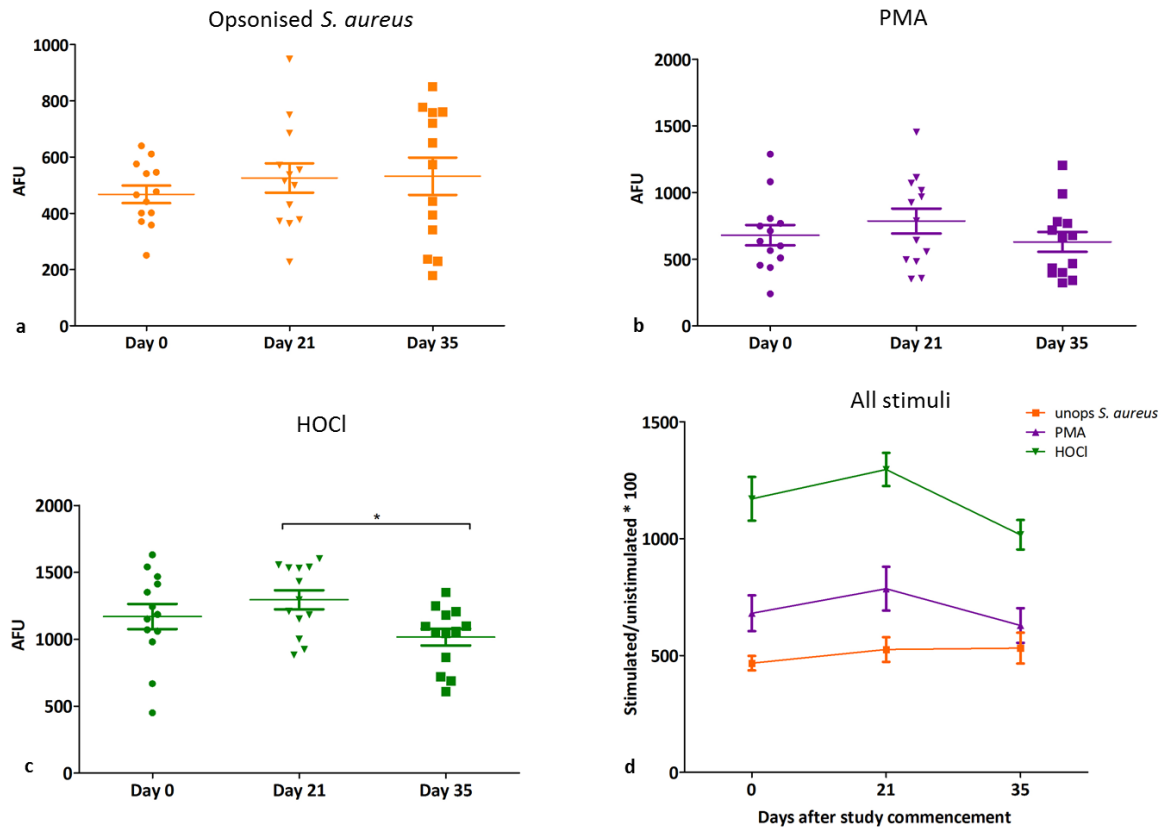 Opsonised S. aureus
1000
800
600
400
200
0
AFU
Day 0 Day 21 Day 35
a
PMA
2000
1500
1000
500
0
AFU
Day 0 Day 21 Day 35
b
HOCl
2000
1500
1000
500
0
AFU
*
Day 0 Day 21 Day 35
c
All stimuli
unops S. aureus
PMA
HOCl
1500
1000
500
0
Stimulated/unistimulated * 100
0 21 35
Days after study commencement
d